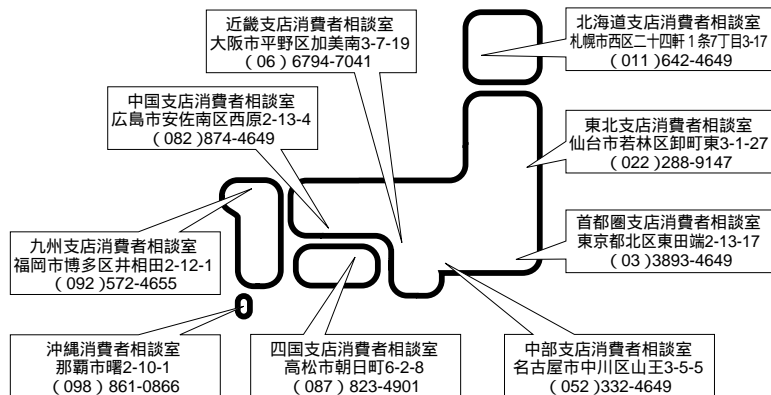 近畿支店消費者相談室
大阪市平野区加美南3-7-19
(06) 6794-7041
北海道支店消費者相談室
札幌市西区二十四軒1条7丁目3-17
(011)642-4649
中国支店消費者相談室
広島市安佐南区西原2-13-4
(082)874-4649
東北支店消費者相談室
仙台市若林区卸町東3-1-27
(022)288-9147
九州支店消費者相談室
福岡市博多区井相田2-12-1
(092)572-4655
首都圏支店消費者相談室
東京都北区東田端2-13-17
(03)3893-4649
沖縄消費者相談室
那覇市曙2-10-1
(098) 861-0866
四国支店消費者相談室
高松市朝日町6-2-8
(087) 823-4901
中部支店消費者相談室
名古屋市中川区山王3-5-5
(052)332-4649